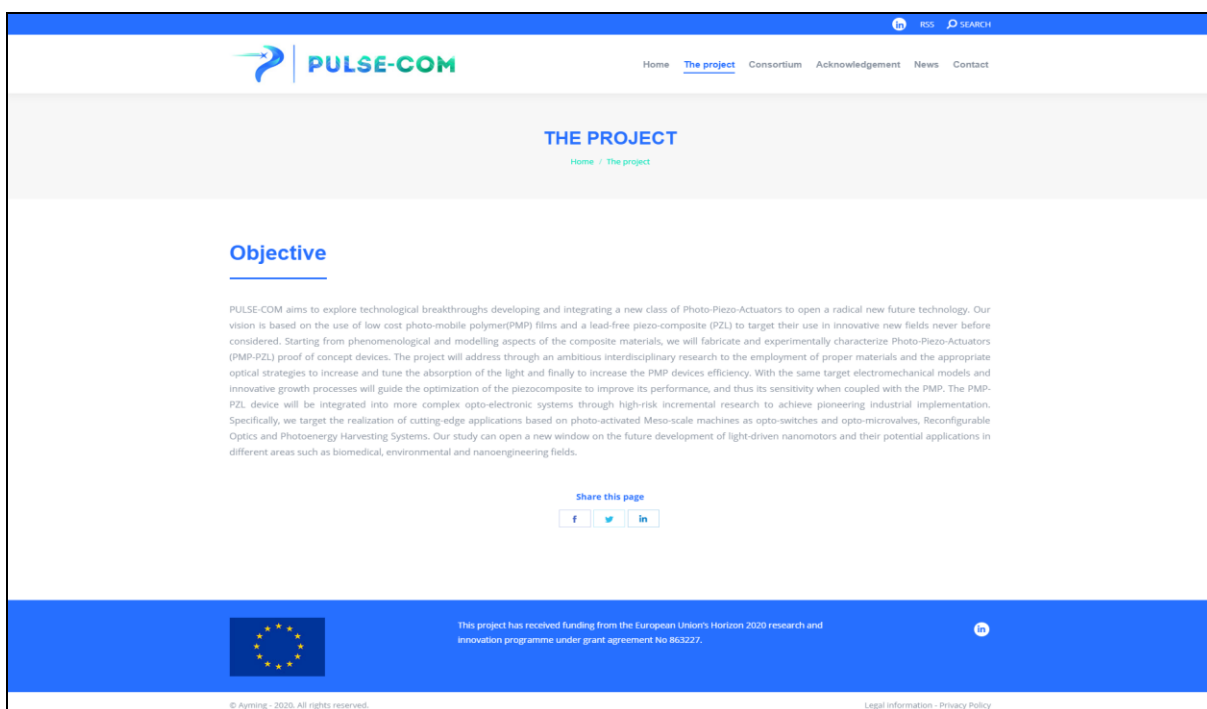 in RSS SEARCH
PULSE-COM
Home The project Consortium Acknowledgement News Contact
THE PROJECT
Home / The project
Objective
PULSE-COM aims to explore technological breakthroughs developing and integrating a new class of Photo-Piezo-Actuators to open a radical new future technology. Our
vision is based on the use of low cost photo-mobile polymer(PMP) films and a lead-free piezo-composite (PZL) to target their use in innovative new fields never before
considered. Starting from phenomenological and modelling aspects of the composite materials, we will fabricate and experimentally characterize Photo-Piezo-Actuators
(PMP-PZL) proof of concept devices. The project will address through an ambitious interdisciplinary research to the employment of proper materials and the appropriate
optical strategies to increase and tune the absorption of the light and finally to increase the PMP devices efficiency. With the same target electromechanical models and
innovative growth processes will guide the optimization of the piezocomposite to improve its performance, and thus its sensitivity when coupled with the PMP. The PMP-
PZL device will be integrated into more complex opto-electronic systems through high-risk incremental research to achieve pioneering industrial implementation.
Specifically, we target the realization of cutting-edge applications based on photo-activated Meso-scale machines as opto-switches and opto-microvalves, Reconfigurable
Optics and Photoenergy Harvesting Systems. Our study can open a new window on the future development of light-driven nanomotors and their potential applications in
different areas such as biomedical, environmental and nanoengineering fields.
Share this page
f in
This project has received funding from the European Union's Horizon 2020 research and
innovation programme under grant agreement No 863227.
in
© Ayming - 2020. All rights reserved. Legal information - Privacy Policy